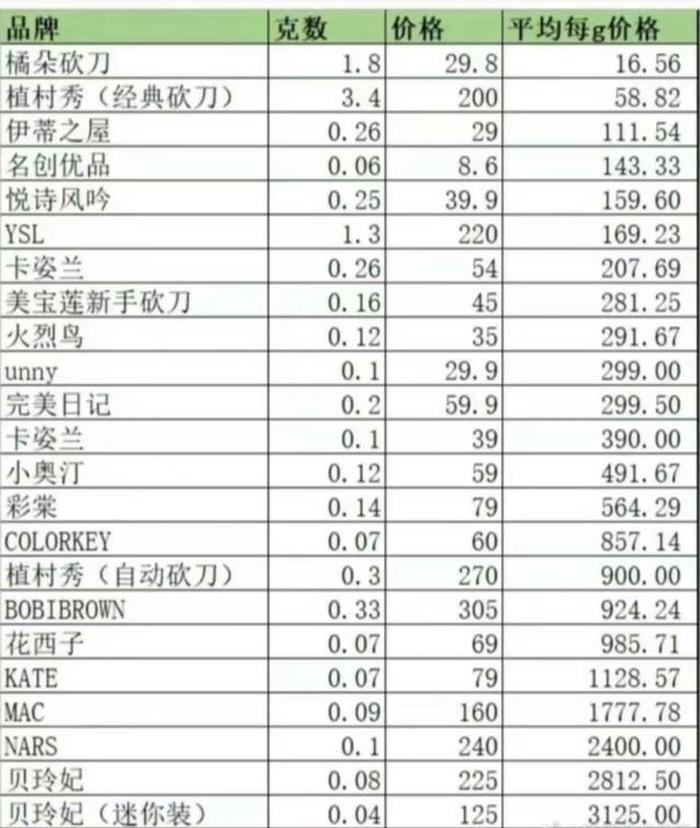 品牌 克数 价格 平均每g价格
橘朵砍刀 1.8 29.8 16.56
植村秀（经典砍刀） 3.4 200 58.82
伊蒂之屋 0.26 29 111.54
名创优品 0.06 8.6 143.33
悦诗风吟 0.25 39.9 159.60
YSL 1.3 220 169.23
卡姿兰 0.26 54 207.69
美宝莲新手砍刀 0.16 45 281.25
火烈鸟 0.12 35 291.67
unny 0.1 29.9 299.00
完美日记 0.2 59.9 299.50
卡姿兰 0.1 39 390.00
小奥汀 0.12 59 491.67
彩棠 0.14 79 564.29
COLORKEY 0.07 60 857.14
植村秀（自动砍刀） 0.3 270 900.00
BOBIBROWN 0.33 305 924.24
花西子 0.07 69 985.71
KATE 0.07 79 1128.57
MAC 0.09 160 1777.78
NARS 0.1 240 2400.00
贝玲妃 0.08 225 2812.50
贝玲妃（迷你装） 0.04 125 3125.00